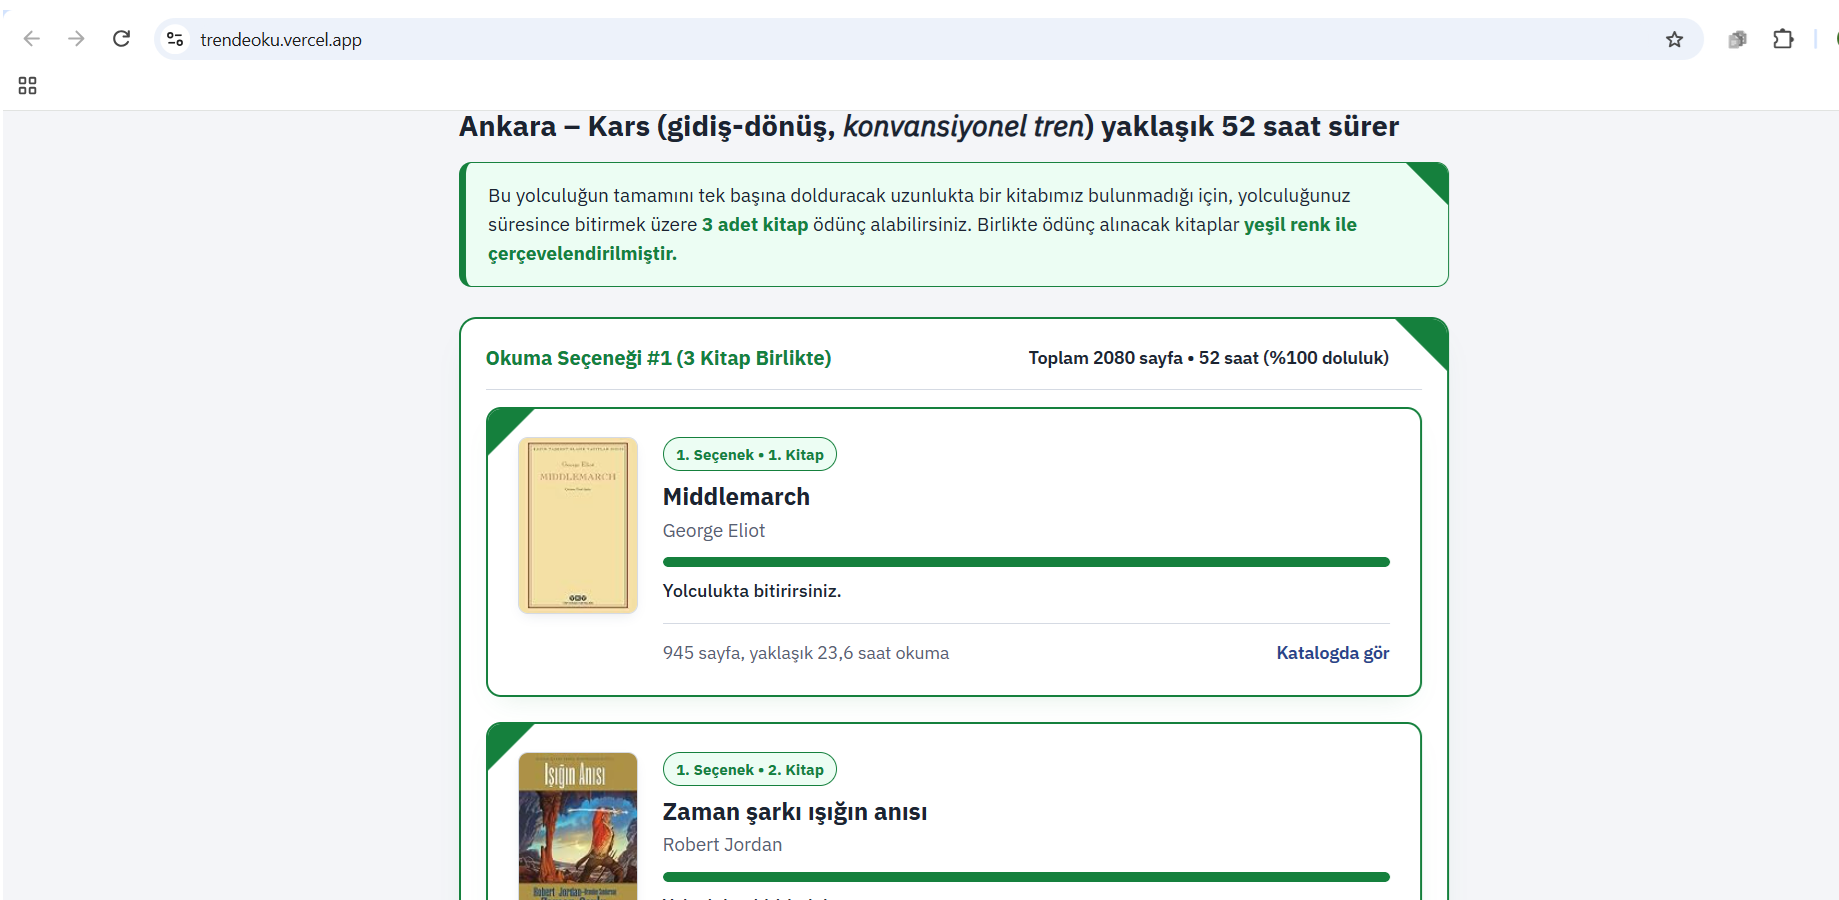 trendeoku.vercel.app
Ankara – Kars (gidiş-dönüş, konvansiyonel tren) yaklaşık 52 saat sürer
Bu yolculuğun tamamını tek başına dolduracak uzunlukta bir kitabımız bulunmadığı için, yolculuğunuz
süresince bitirmek üzere 3 adet kitap ödünç alabilirsiniz. Birlikte ödünç alınacak kitaplar yeşil renk ile
çerçevelendirilmiştir.
Okuma Seçeneği #1 (3 Kitap Birlikte)
Toplam 2080 sayfa • 52 saat (%100 doluluk)
George Eliot
MIDDLEMARCH
1. Seçenek • 1. Kitap
Middlemarch
George Eliot
Yolculukta bitirirsiniz.
945 sayfa, yaklaşık 23,6 saat okuma
Katalogda gör
Işığın Anısı
Robert Jordan
1. Seçenek • 2. Kitap
Zaman şarkı ışığın anısı
Robert Jordan